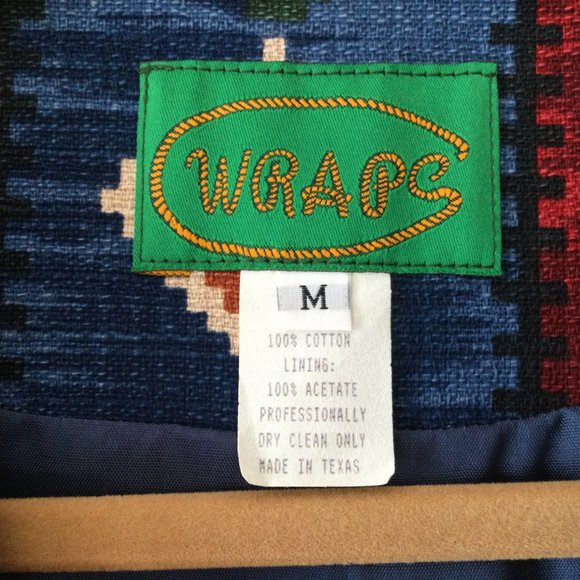 WRAPS
M
100% COTTON
LINING:
100% ACETATE
PROFESSIONALLY
DRY CLEAN ONLY
MADE IN TEXAS